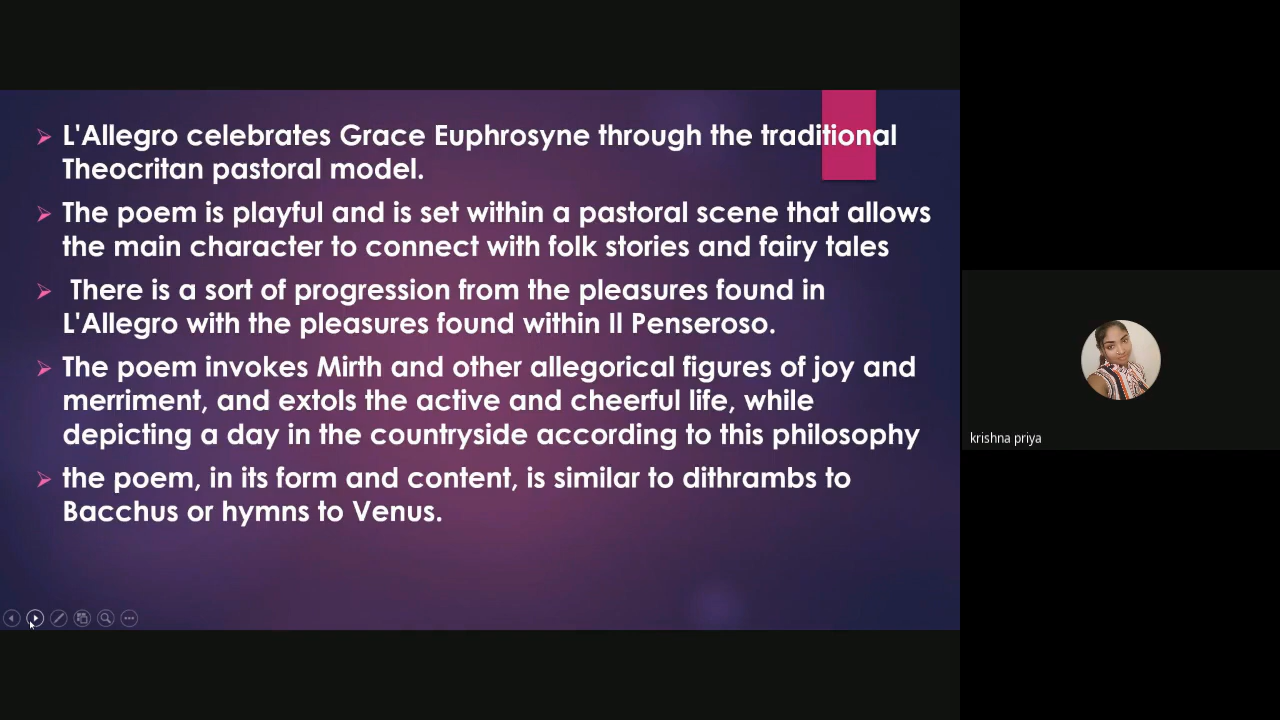 L'Allegro celebrates Grace Euphrosyne through the traditional
Theocritan pastoral model.
The poem is playful and is set within a pastoral scene that allows
the main character to connect with folk stories and fairy tales
There is a sort of progression from the pleasures found in
L'Allegro with the pleasures found within Il Penseroso.
The poem invokes Mirth and other allegorical figures of joy and
merriment, and extols the active and cheerful life, while
depicting a day in the countryside according to this philosophy
the poem, in its form and content, is similar to dithrambs to
Bacchus or hymns to Venus.
krishna priya